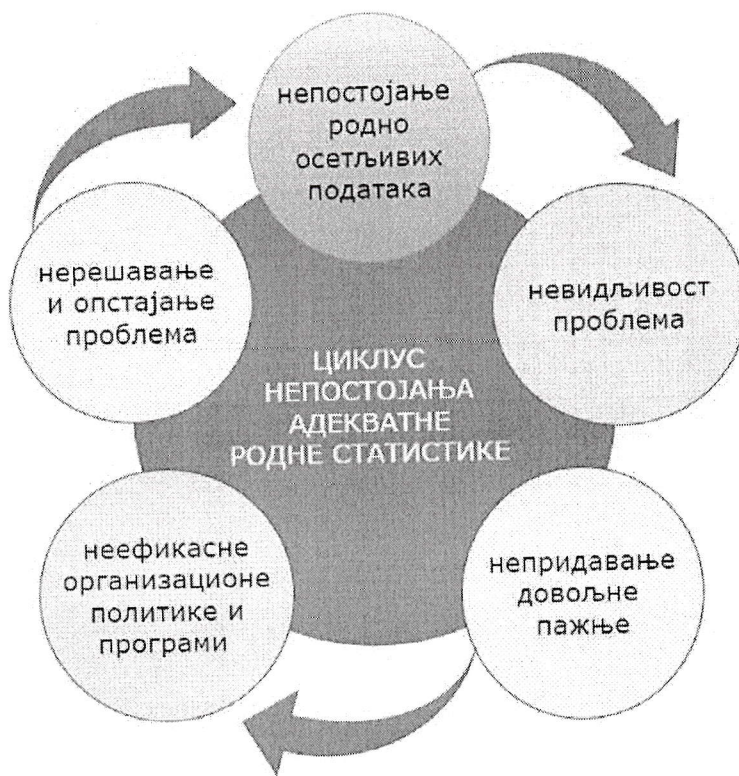 непостојање
родно
осетљивих
података
невидљивост
проблема
непридавање
довољне
пажње
неефикасне
организационе
политике и
програми
нерешавање
и опстајање
проблема
ЦИКЛУС
НЕПОСТОЈАЊА
АДЕКВАТНЕ
РОДНЕ СТАТИСТИКЕ